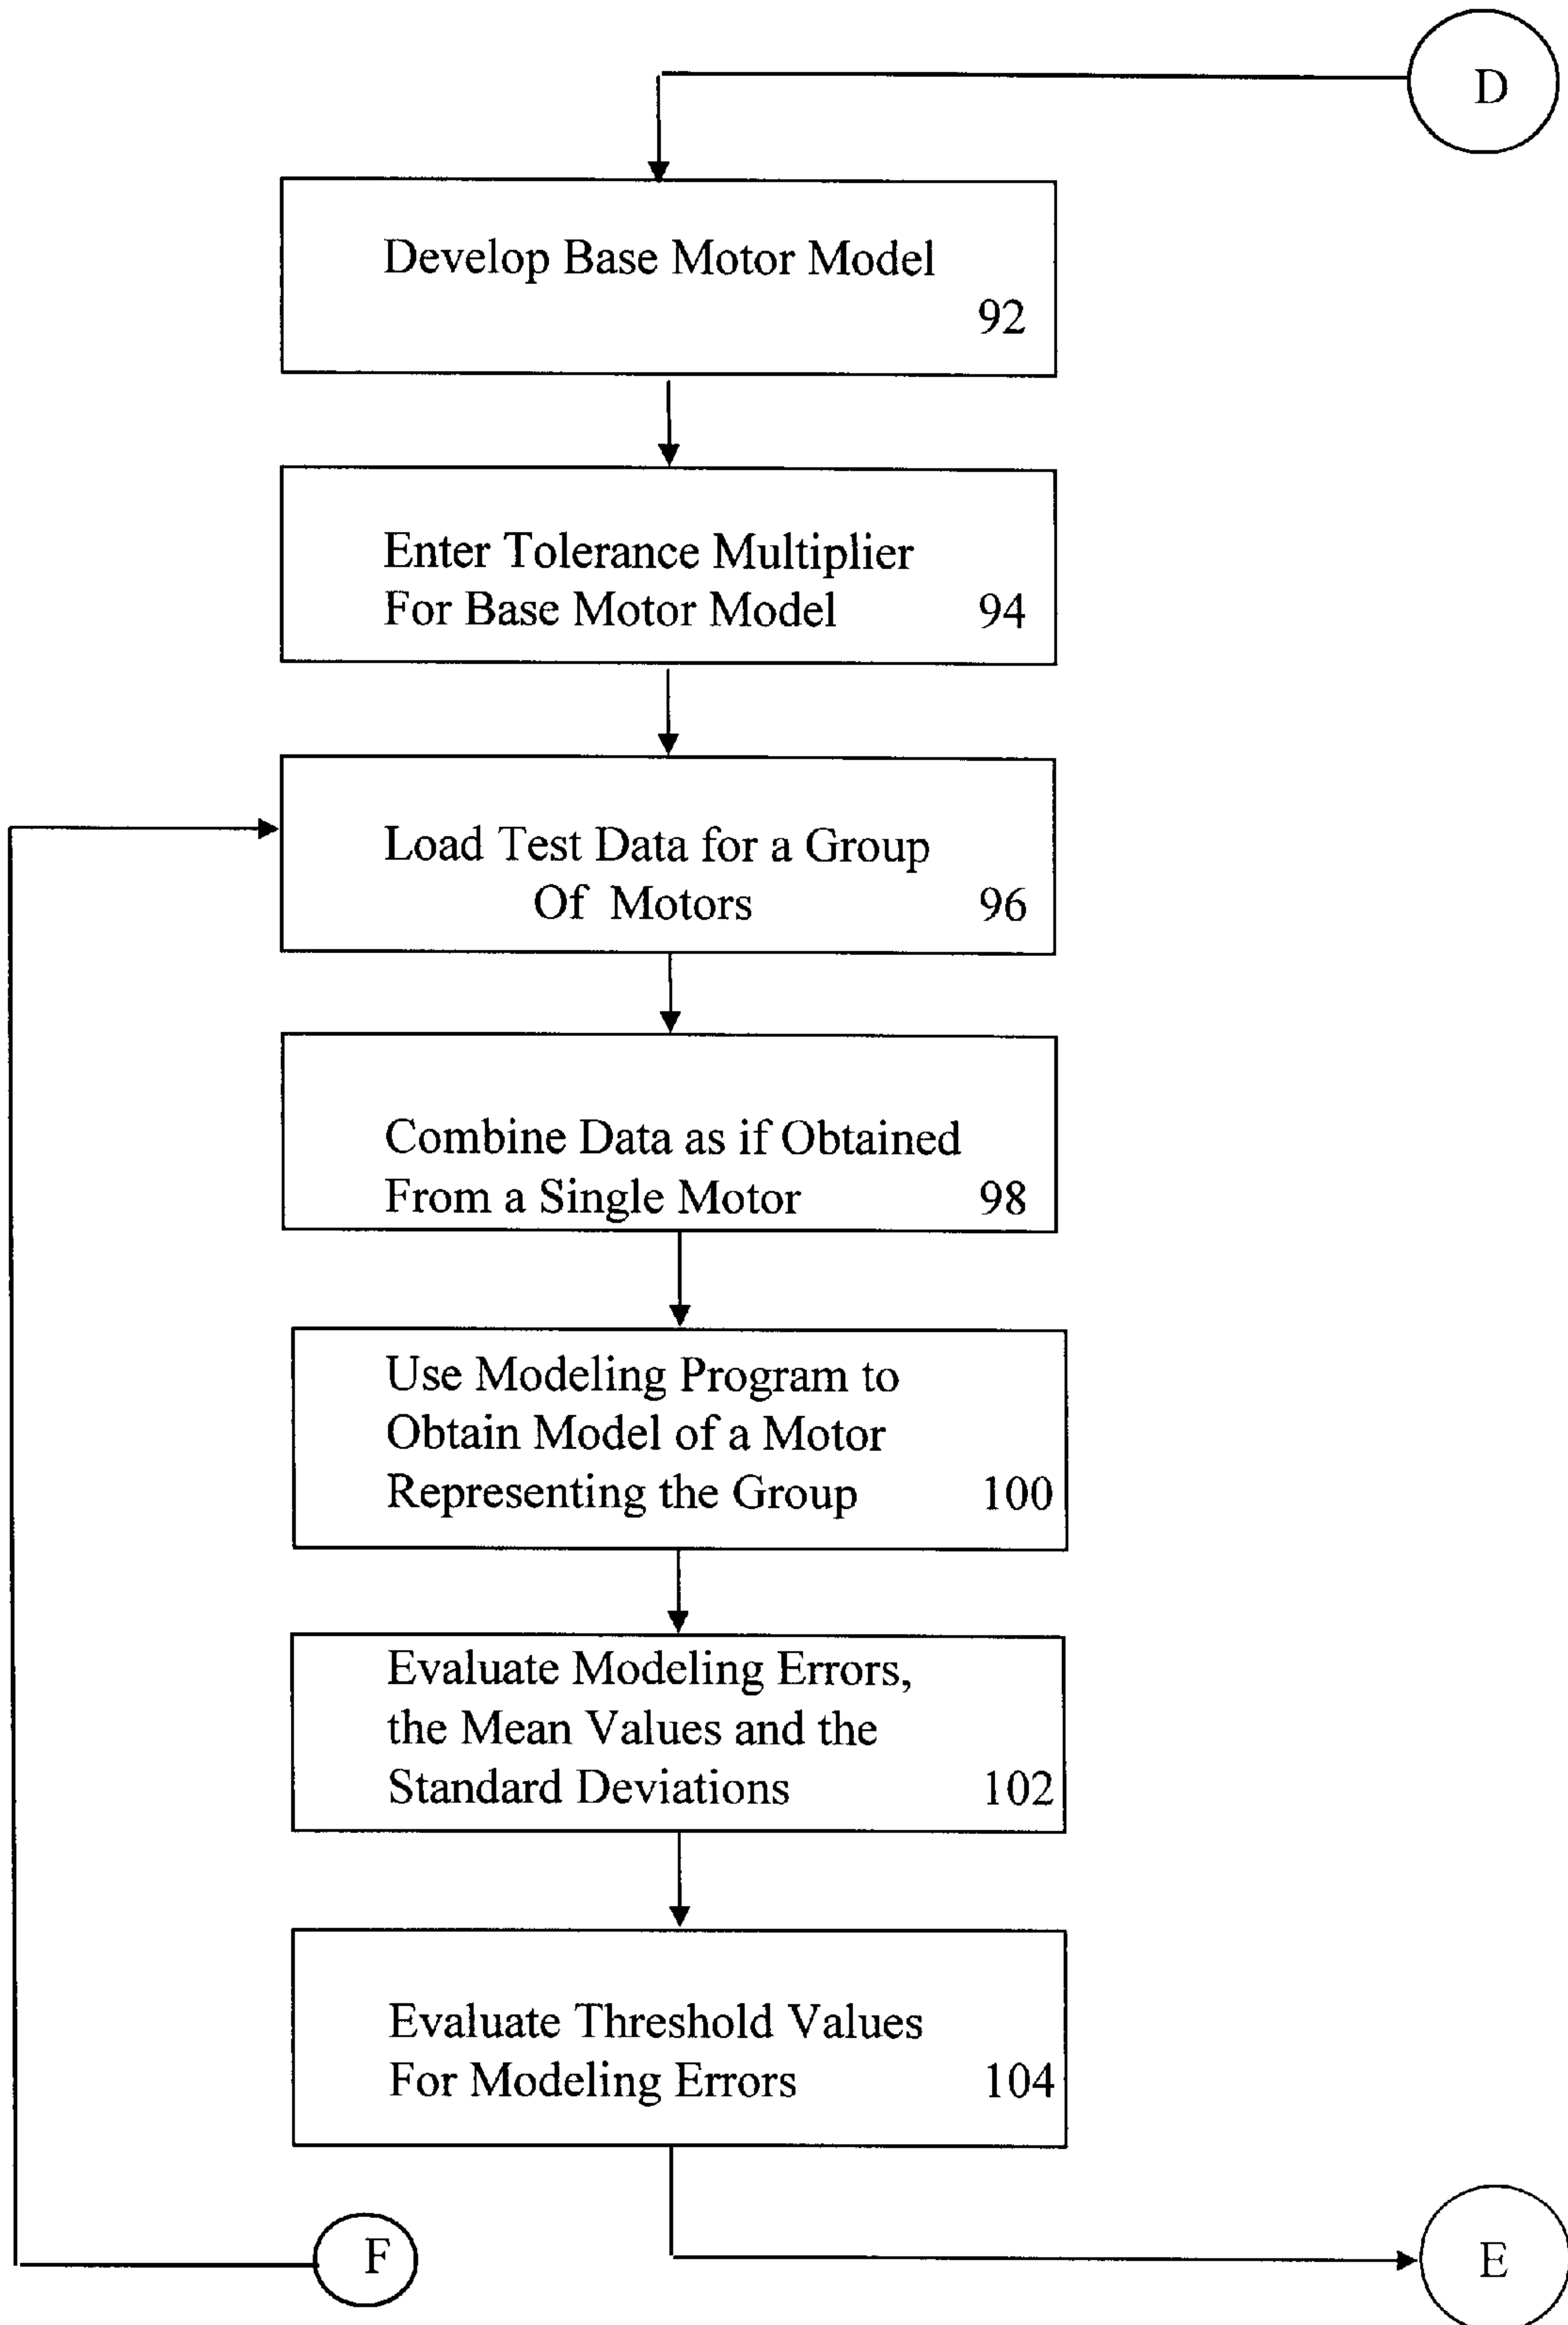 D
Develop Base Motor Model
92
Enter Tolerance Multiplier
For Base Motor Model 94
Load Test Data for a Group
Of Motors 96
Combine Data as if Obtained
From a Single Motor 98
Use Modeling Program to
Obtain Model of a Motor
Representing the Group 100
Evaluate Modeling Errors,
the Mean Values and the
Standard Deviations 102
Evaluate Threshold Values
For Modeling Errors 104
F
E